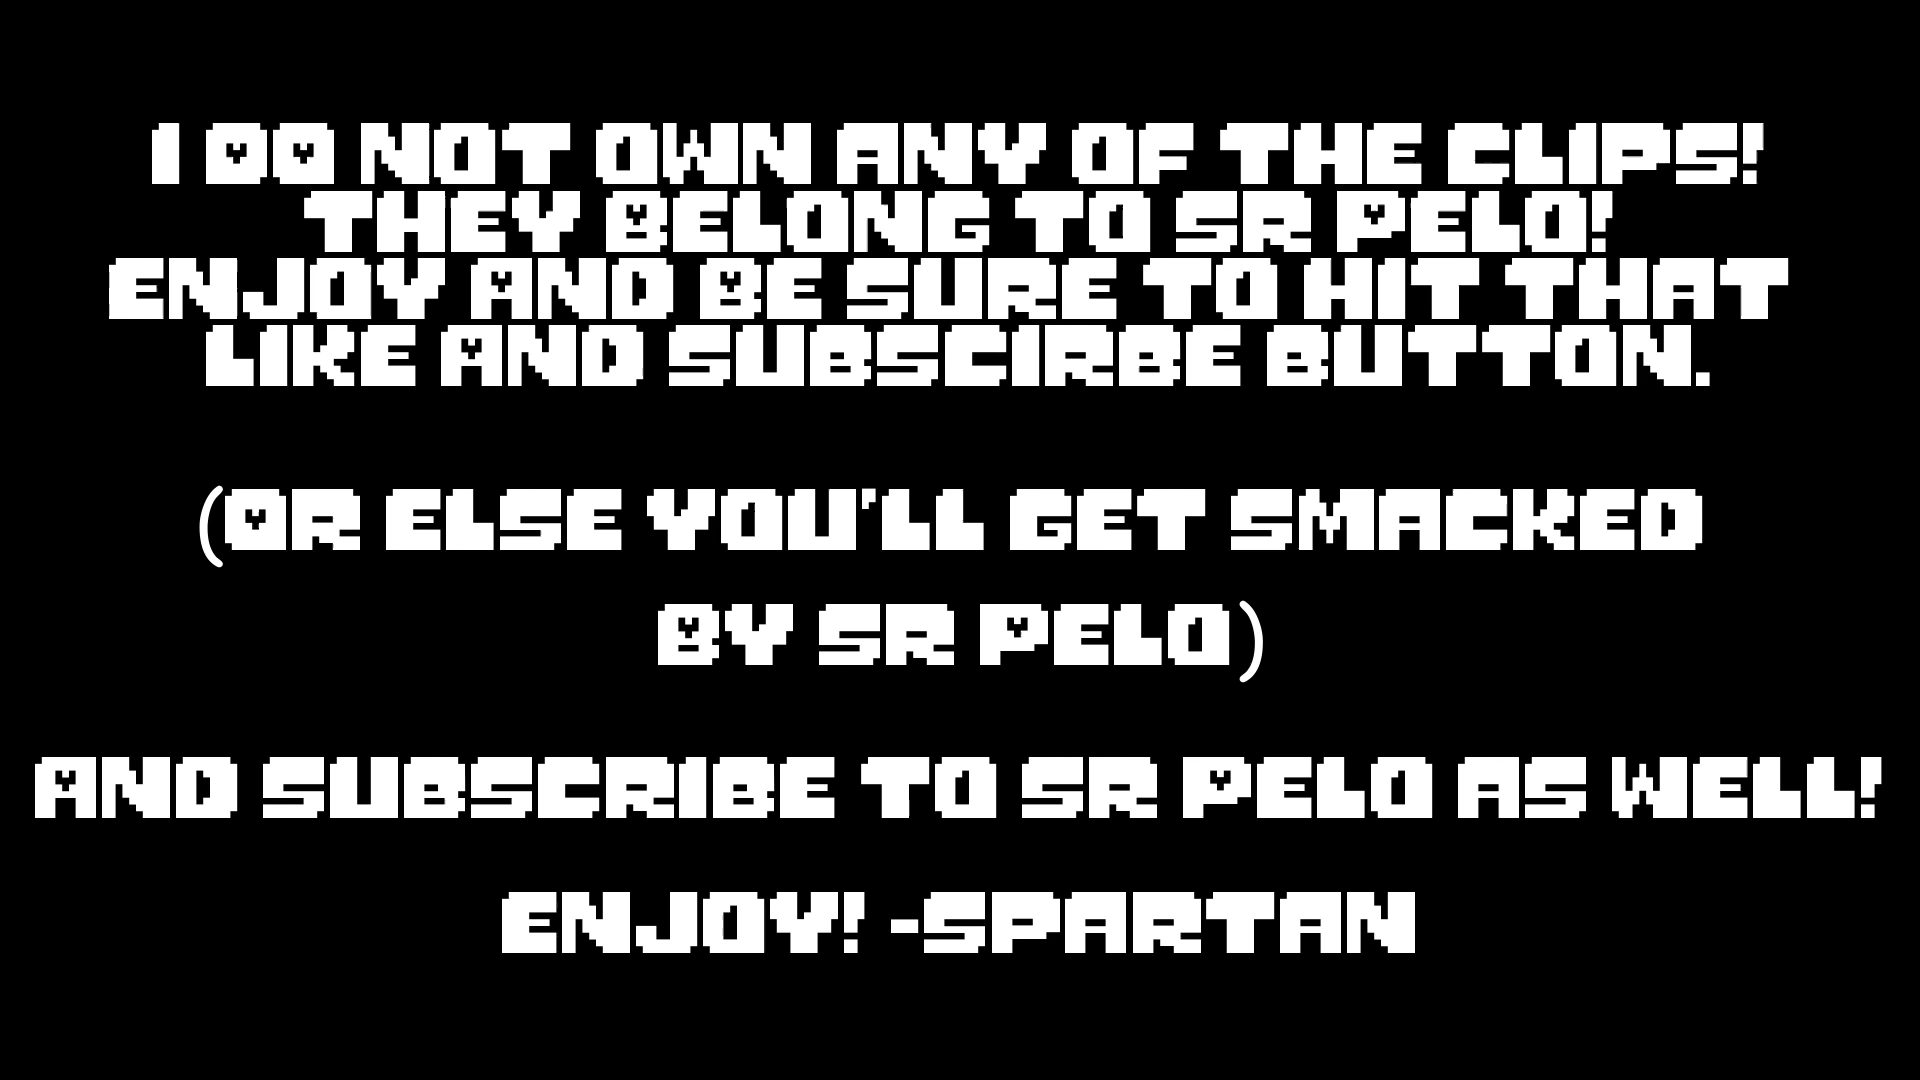 I DO NOT OWN ANY OF THE CLIPS!
THEY BELONG TO SR PELO!
ENJOY AND BE SURE TO HIT THAT
LIKE AND SUBSCIRBE BUTTON.
(OR ELSE YOU'LL GET SMACKED
BY SR PELO)
AND SUBSCRIBE TO SR PELO AS WELL!
ENJOY! -SPARTAN